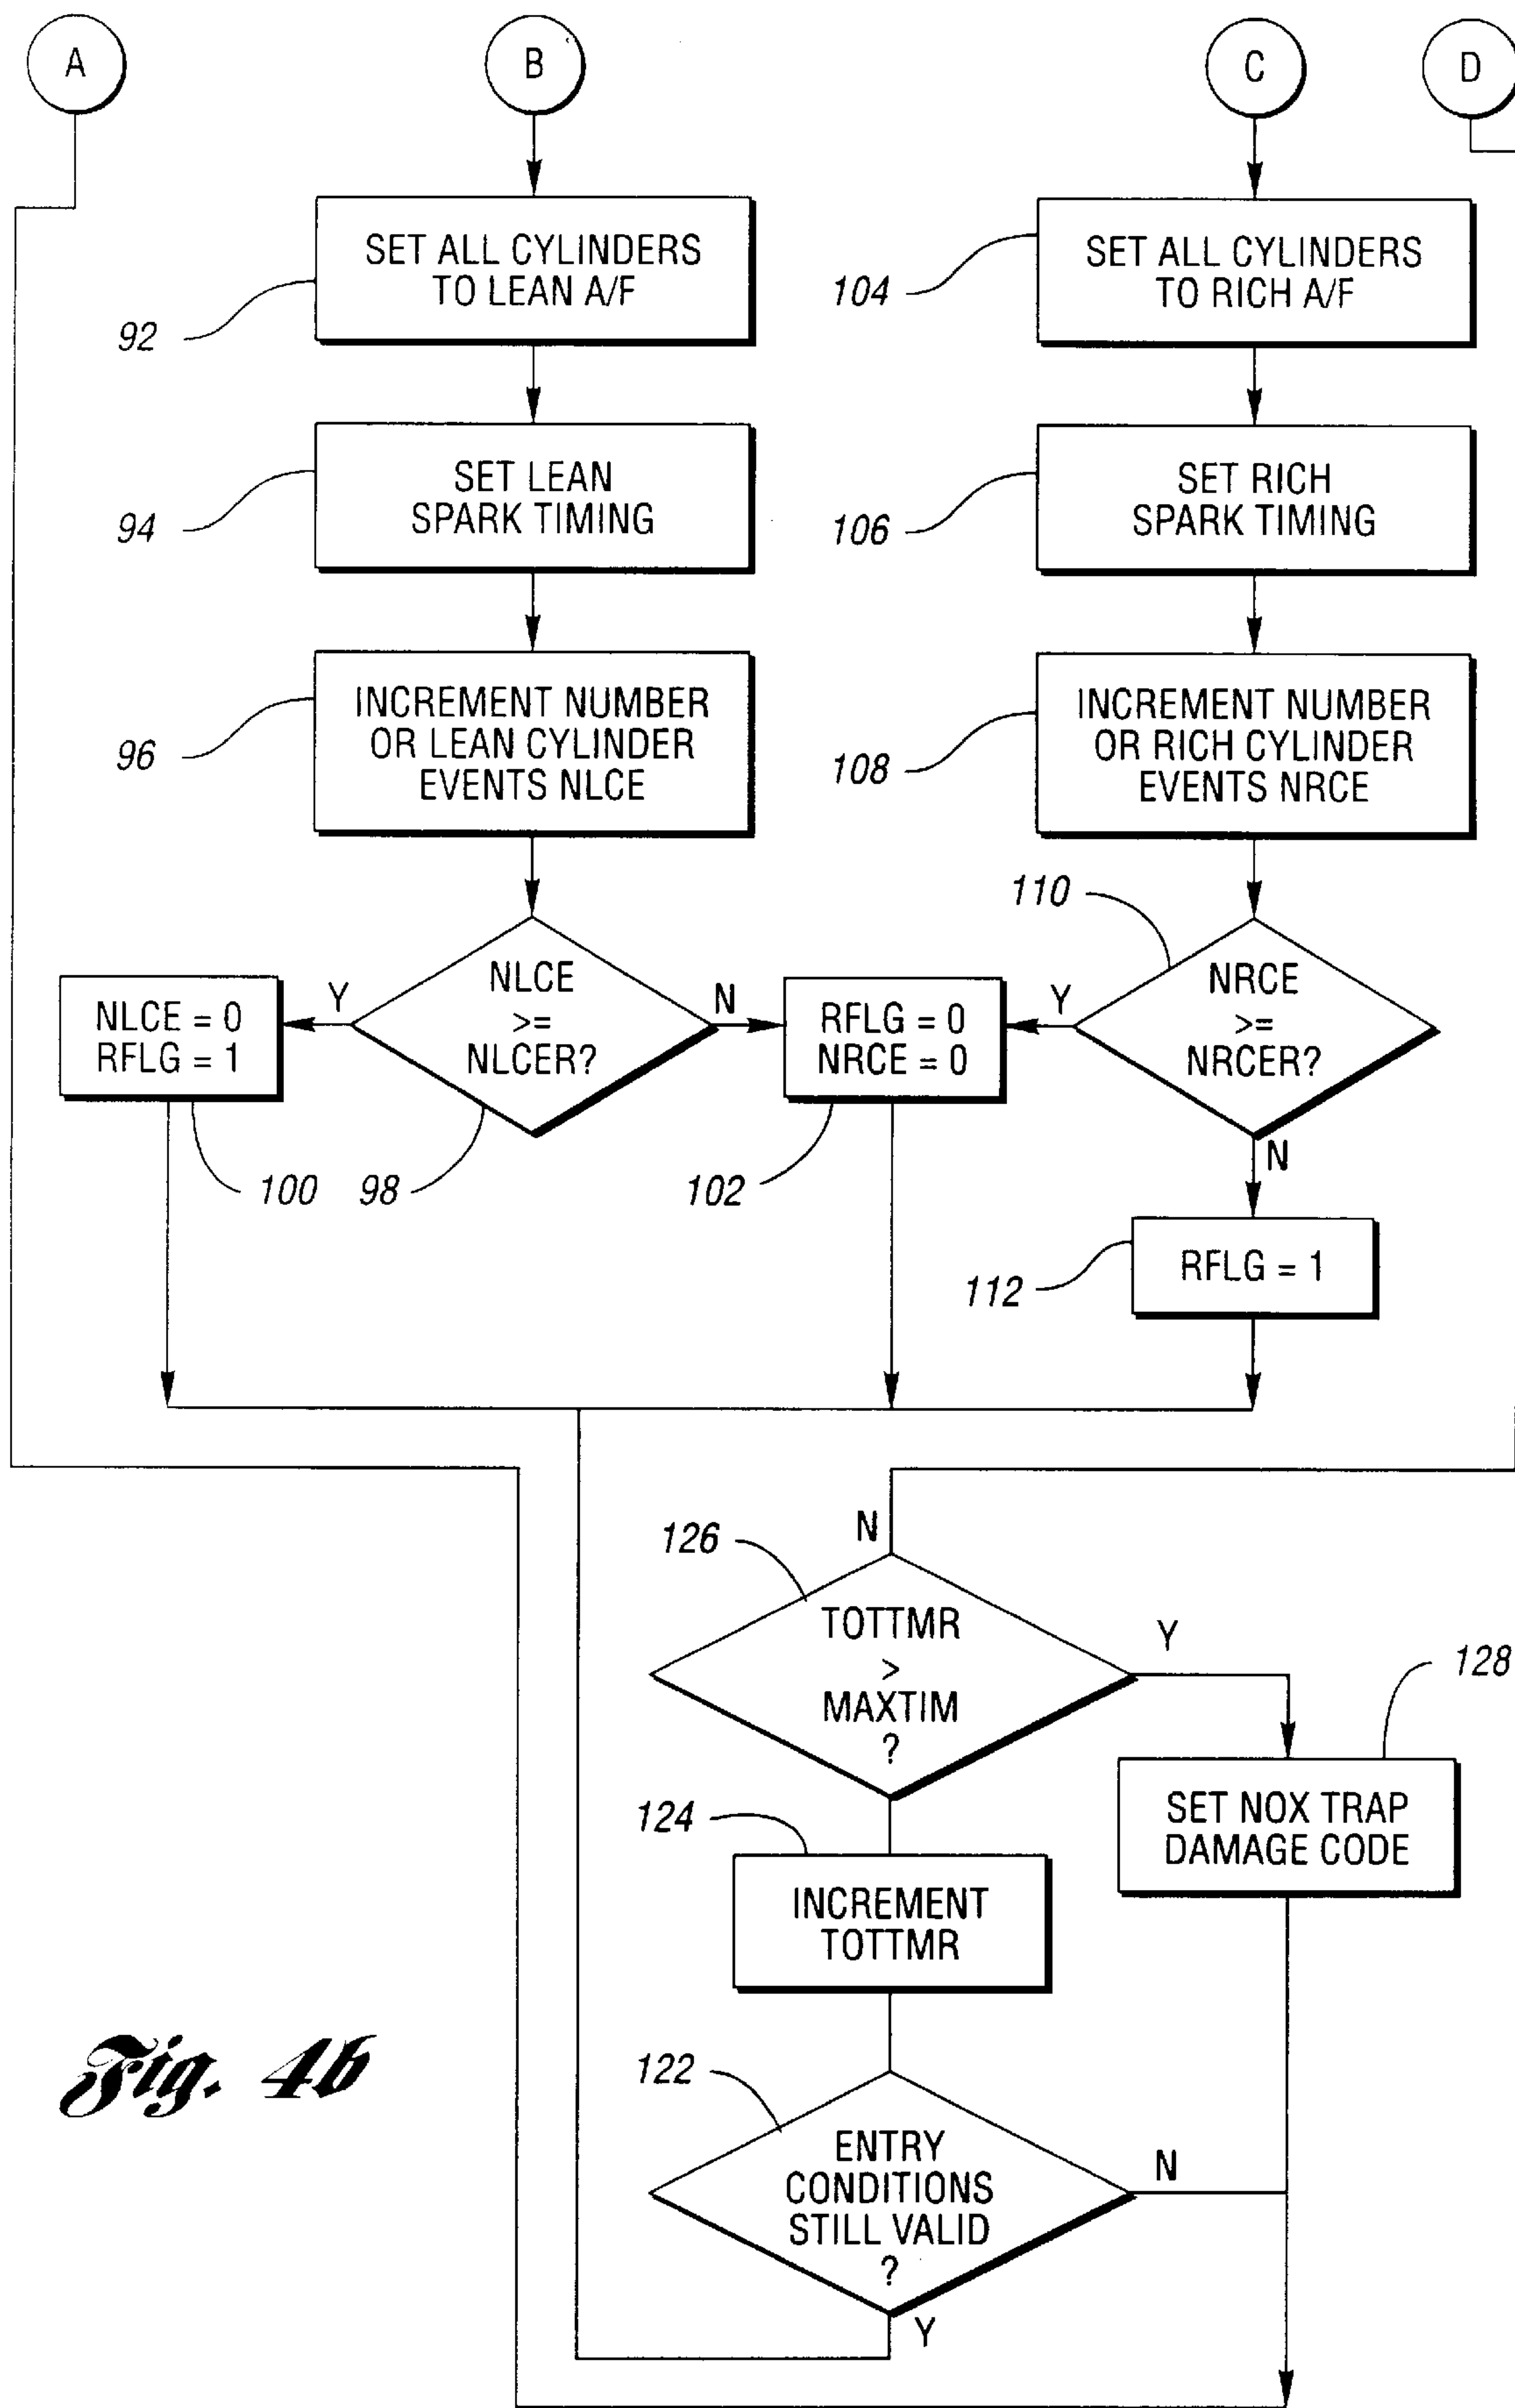 A
B
C
D
SET ALL CYLINDERS
TO LEAN A/F
92
SET ALL CYLINDERS
TO RICH A/F
104
SET LEAN
SPARK TIMING
94
SET RICH
SPARK TIMING
106
INCREMENT NUMBER
OR LEAN CYLINDER
EVENTS NLCE
96
INCREMENT NUMBER
OR RICH CYLINDER
EVENTS NRCE
108
110
NLCE = 0
RFLG = 1
Y
NLCE
>=
NLCER?
N
RFLG = 0
NRCE = 0
Y
NRCE
>=
NRCER?
N
100
98
102
RFLG = 1
112
N
126
TOTTMR
>
MAXTIM
?
Y
128
SET NOX TRAP
DAMAGE CODE
124
INCREMENT
TOTTMR
122
ENTRY
CONDITIONS
STILL VALID
?
N
Y
Fig. 4b